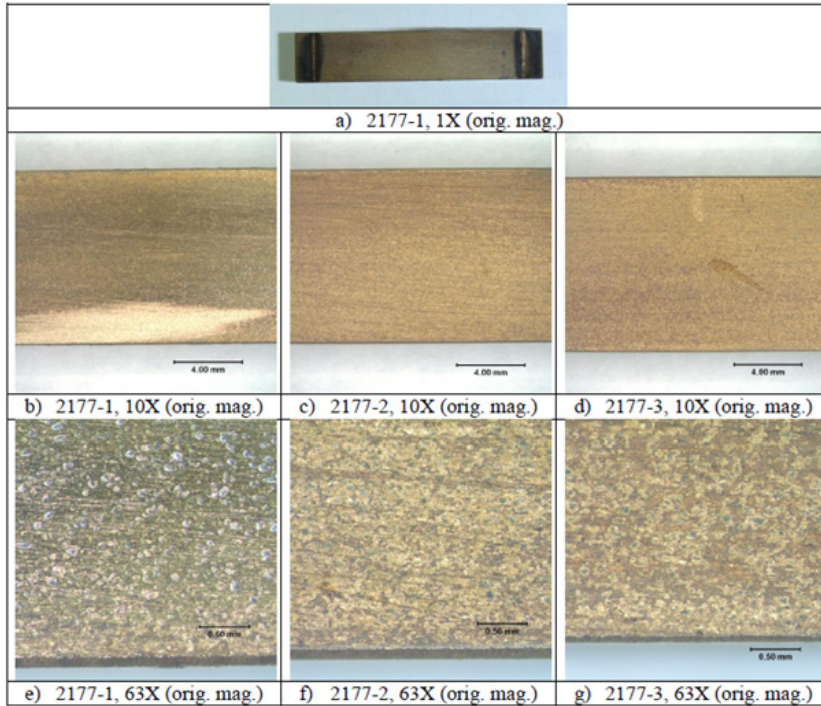 a) 2177-1, 1X (orig. mag.)
4.00 mm
4.00 mm
4.00 mm
b) 2177-1, 10X (orig. mag.)
c) 2177-2, 10X (orig. mag.)
d) 2177-3, 10X (orig. mag.)
0.50 mm
0.50 mm
0.50 mm
e) 2177-1, 63X (orig. mag.)
f) 2177-2, 63X (orig. mag.)
g) 2177-3, 63X (orig. mag.)